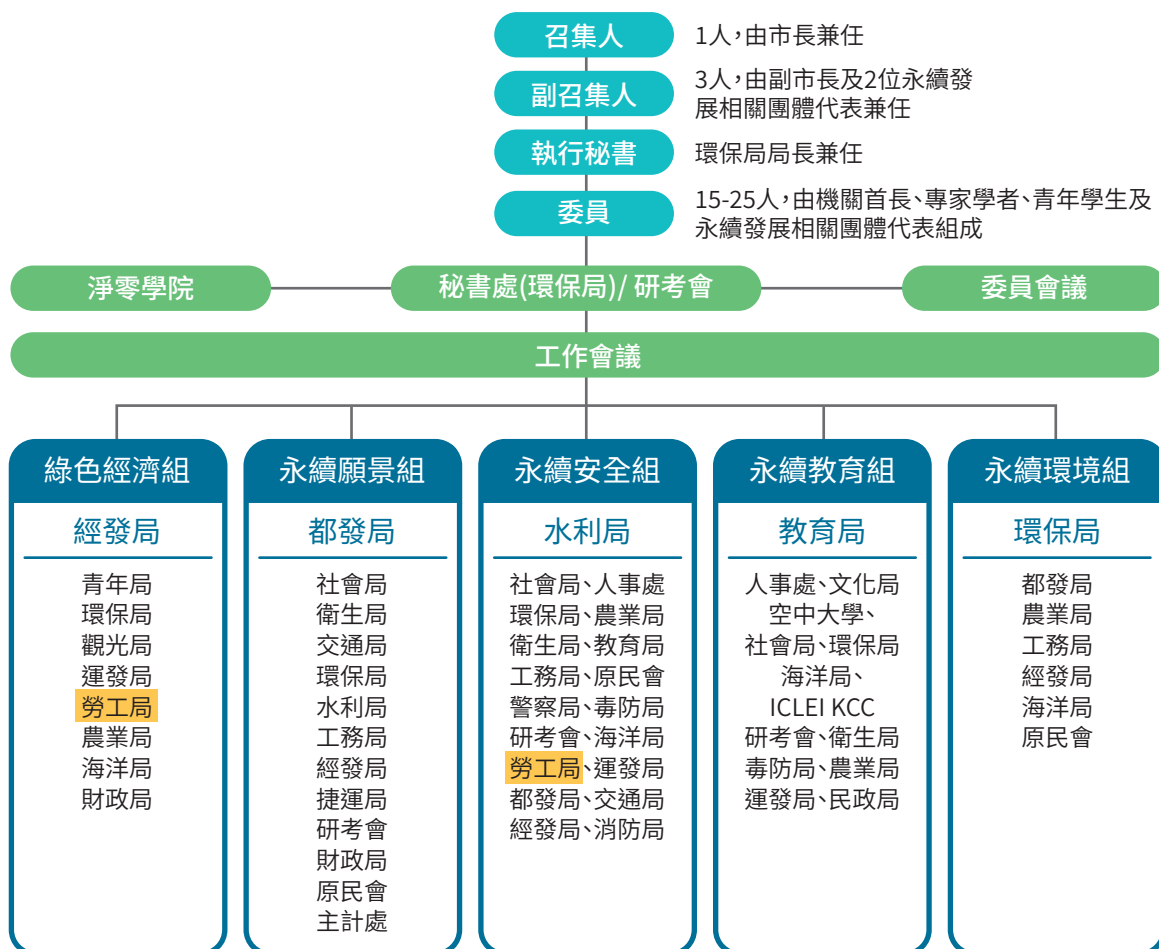 召集人
1人，由市長兼任
副召集人
3人，由副市長及2位永續發
展相關團體代表兼任
執行秘書
環保局局長兼任
委員
15-25人，由機關首長、專家學者、青年學生及
永續發展相關團體代表組成
淨零學院
秘書處(環保局)/ 研考會
委員會議
工作會議
綠色經濟組
經發局
青年局
環保局
觀光局
運發局
勞工局
農業局
海洋局
財政局
永續願景組
都發局
社會局
衛生局
交通局
環保局
水利局
工務局
經發局
捷運局
研考會
財政局
原民會
主計處
永續安全組
水利局
社會局、人事處
環保局、農業局
衛生局、教育局
工務局、原民會
警察局、毒防局
研考會、海洋局
勞工局、運發局
都發局、交通局
經發局、消防局
永續教育組
教育局
人事處、文化局
空中大學、
社會局、環保局
海洋局、
ICLEI KCC
研考會、衛生局
毒防局、農業局
運發局、民政局
永續環境組
環保局
都發局
農業局
工務局
經發局
海洋局
原民會